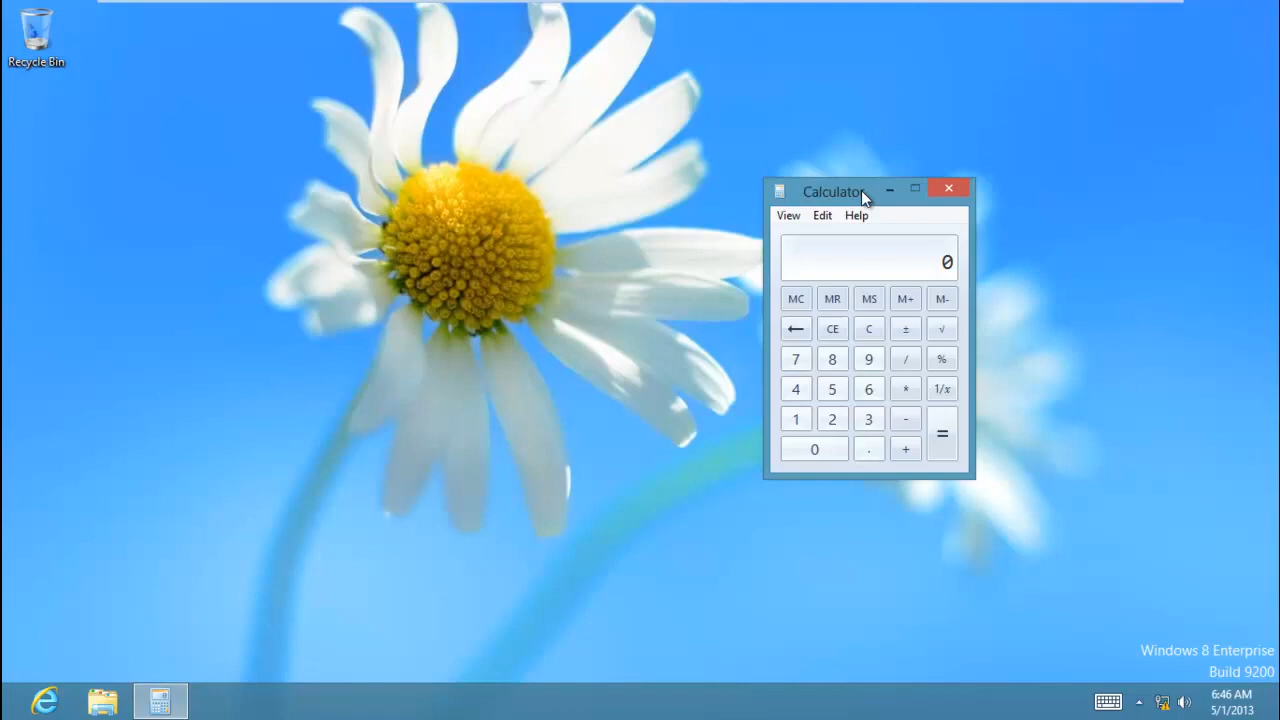 Recycle Bin
Calculator
View Edit Help
0
MC MR MS M+ M-
← CE C ± √
7 8 9 / %
4 5 6 * 1/x
1 2 3 -
=
0 . +
Windows 8 Enterprise
Build 9200
6:46 AM
5/1/2013